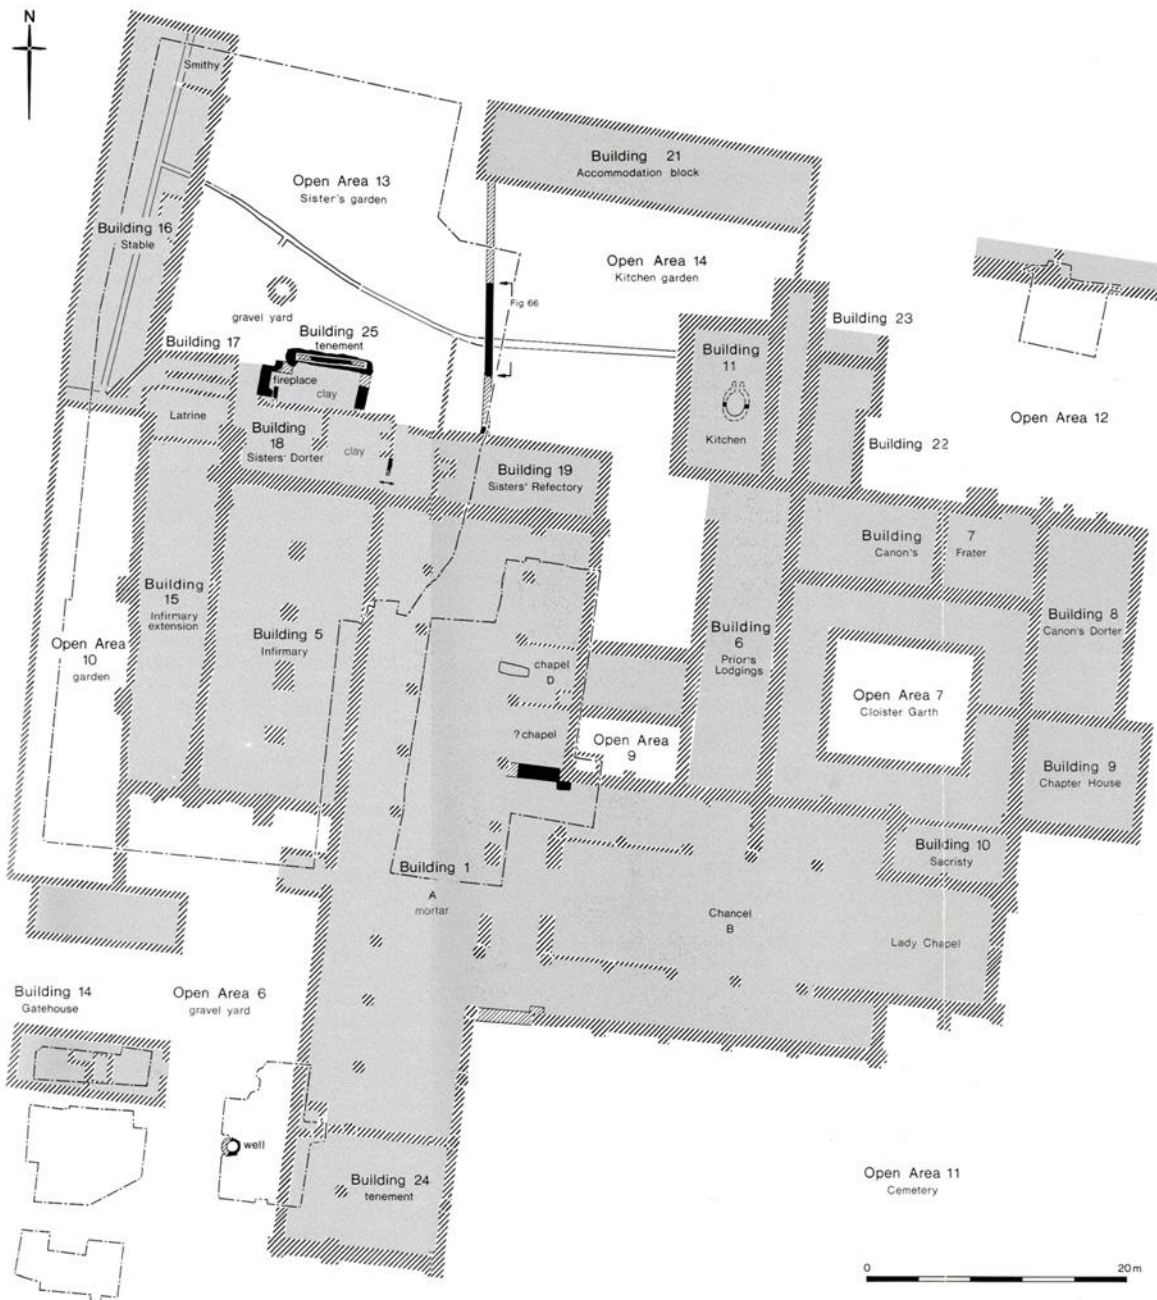 N
Smithy
Building 21
Accommodation block
Open Area 13
Sister's garden
Building 16
Stable
Open Area 14
Kitchen garden
Fig 66
gravel yard
Building 25
tenement
Building 23
Building 17
Building
11
fireplace
clay
Open Area 12
Latrine
Building
18
Sisters' Dorter
clay
Kitchen
Building 22
Building 19
Sisters' Refectory
Building 7
Canon's Frater
Building
15
Infirmary
extension
Building 5
Infirmary
Building 8
Canon's Dorter
Building
6
Prior's
Lodgings
Open Area
10
garden
chapel
D
Open Area 7
Cloister Garth
? chapel
Open Area
9
Building 9
Chapter House
Building 10
Sacristy
Building 1
A
mortar
Chancel
B
Lady Chapel
Building 14
Gatehouse
Open Area 6
gravel yard
well
Building 24
tenement
Open Area 11
Cemetery
0 20m